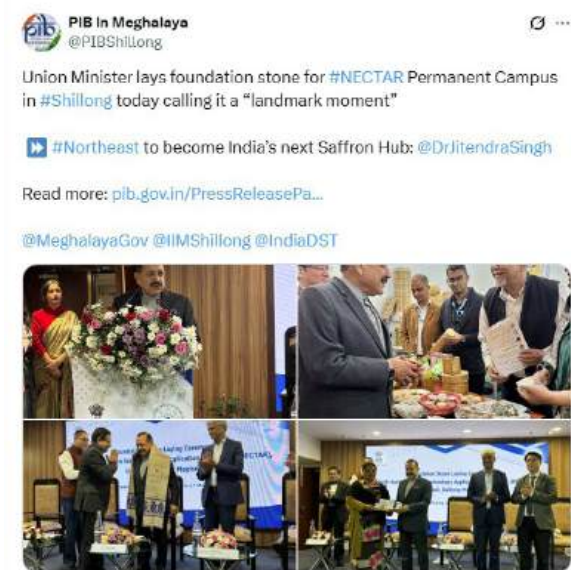 PIB In Meghalaya
@PIBShillong
Union Minister lays foundation stone for #NECTAR Permanent Campus
in #Shillong today calling it a “landmark moment”
#Northeast to become India’s next Saffron Hub: @DrJitendraSingh
Read more: pib.gov.in/PressReleasePa...
@MeghalayaGov @IIMShillong @IndiaDST